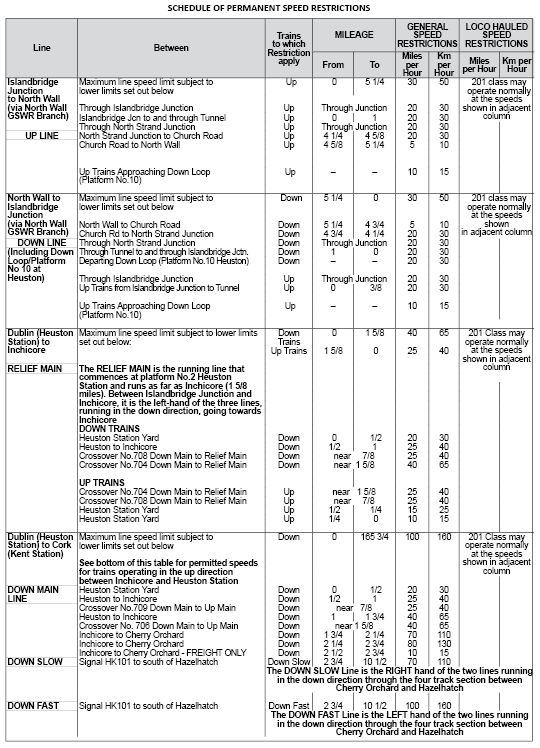 SCHEDULE OF PERMANENT SPEED RESTRICTIONS
Line Between Trains to which Restriction apply MILEAGE GENERAL SPEED RESTRICTIONS LOCO HAULED SPEED RESTRICTIONS
From To Miles per Hour Km per Hour Miles per Hour Km per Hour
Islandbridge Maximum line speed limit subject to Up 0 5 1/4 30 50 201 class may
Junction lower limits set out below operate normally
to North Wall at the speeds
(via North Wall Through Islandbridge Junction Up Through Junction 20 30 shown in adjacent
GSWR Branch) Islandbridge Jcn to and through Tunnel Up 0 1 20 30 column
Through North Strand Junction Up Through Junction 20 30
UP LINE North Strand Junction to Church Road Up 4 1/4 4 5/8 20 30
Church Road to North Wall Up 4 5/8 5 1/4 5 10
Up Trains Approaching Down Loop Up – – 10 15
(Platform No.10)
North Wall to Maximum line speed limit subject to Down 5 1/4 0 30 50 201 class may
Islandbridge lower limits set out below operate normally
Junction at the speeds
(via North Wall North Wall to Church Road Down 5 1/4 4 3/4 5 10 shown
GSWR Branch) Church Rd to North Strand Junction Down 4 3/4 4 1/4 20 30 in adjacent column
DOWN LINE Through North Strand Junction Down Through Junction 20 30
(Including Down Through Tunnel to and through Islandbridge Jctn. Down 1 0 20 30
Loop/Platform Departing Down Loop (Platform No.10 Heuston) Down – – 20 30
No 10 at
Heuston) Through Islandbridge Junction Up Through Junction 20 30
Up Trains from Islandbridge Junction to Tunnel Up 0 3/8 20 30
Up Trains Approaching Down Loop Up – – 10 15
(Platform No.10)
Dublin (Heuston Maximum line speed limit subject to lower limits Down 0 1 5/8 40 65 201 Class may
Station) to set out below: Trains operate normally
Inchicore Up Trains 1 5/8 0 25 40 at the speeds
shown in adjacent
RELIEF MAIN The RELIEF MAIN is the running line that column
commences at platform No.2 Heuston
Station and runs as far as Inchicore (1 5/8
miles). Between Islandbridge Junction and
Inchicore, it is the left-hand of the three lines,
running in the down direction, going towards
Inchicore
DOWN TRAINS
Heuston Station Yard Down 0 1/2 20 30
Heuston to Inchicore Down 1/2 1 25 40
Crossover No.708 Down Main to Relief Main Down near 7/8 25 40
Crossover No.704 Down Main to Relief Main Down near 1 5/8 40 65
UP TRAINS
Crossover No.704 Down Main to Relief Main Up near 1 5/8 25 40
Crossover No.708 Down Main to Relief Main Up near 7/8 25 40
Heuston Station Yard Up 1/2 1/4 15 25
Heuston Station Yard Up 1/4 0 10 15
Dublin (Heuston Maximum line speed limit subject to Down 0 165 3/4 100 160 201 Class may
Station) to Cork lower limits set out below operate normally
(Kent Station) at the speeds
See bottom of this table for permitted speeds shown in adjacent
for trains operating in the up direction column
between Inchicore and Heuston Station
DOWN MAIN Heuston Station Yard Down 0 1/2 20 30
LINE Heuston to Inchicore Down 1/2 1 25 40
Crossover No.709 Down Main to Up Main Down near 7/8 25 40
Heuston to Inchicore Down 1 1 3/4 40 65
Crossover No. 706 Down Main to Up Main Down near 1 5/8 40 65
Inchicore to Cherry Orchard Down 1 3/4 2 1/4 70 110
Inchicore to Cherry Orchard Down 2 1/4 2 3/4 80 130
Inchicore to Cherry Orchard - FREIGHT ONLY Down 2 1/2 2 3/4 10 15
DOWN SLOW Signal HK101 to south of Hazelhatch Down Slow 2 3/4 10 1/2 70 110
The DOWN SLOW Line is the RIGHT hand of the two lines running
in the down direction through the four track section between
Cherry Orchard and Hazelhatch
DOWN FAST Signal HK101 to south of Hazelhatch Down Fast 2 3/4 10 1/2 100 160
The DOWN FAST Line is the LEFT hand of the two lines running
in the down direction through the four track section between
Cherry Orchard and Hazelhatch